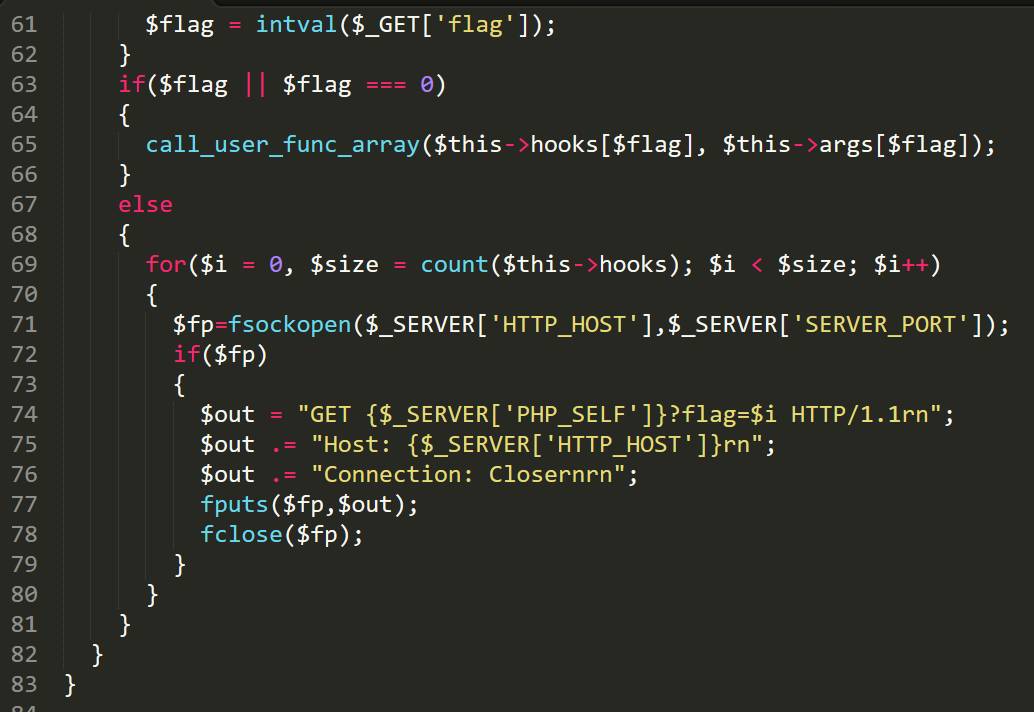 61 $flag = intval($_GET['flag']);
62 }
63 if($flag || $flag === 0)
64 {
65 call_user_func_array($this->hooks[$flag], $this->args[$flag]);
66 }
67 else
68 {
69 for($i = 0, $size = count($this->hooks); $i < $size; $i++)
70 {
71 $fp=fsockopen($_SERVER['HTTP_HOST'],$_SERVER['SERVER_PORT']);
72 if($fp)
73 {
74 $out = "GET {$_SERVER['PHP_SELF']}?flag=$i HTTP/1.1rn";
75 $out .= "Host: {$_SERVER['HTTP_HOST']}rn";
76 $out .= "Connection: Closernrn";
77 fputs($fp,$out);
78 fclose($fp);
79 }
80 }
81 }
82 }
83 }